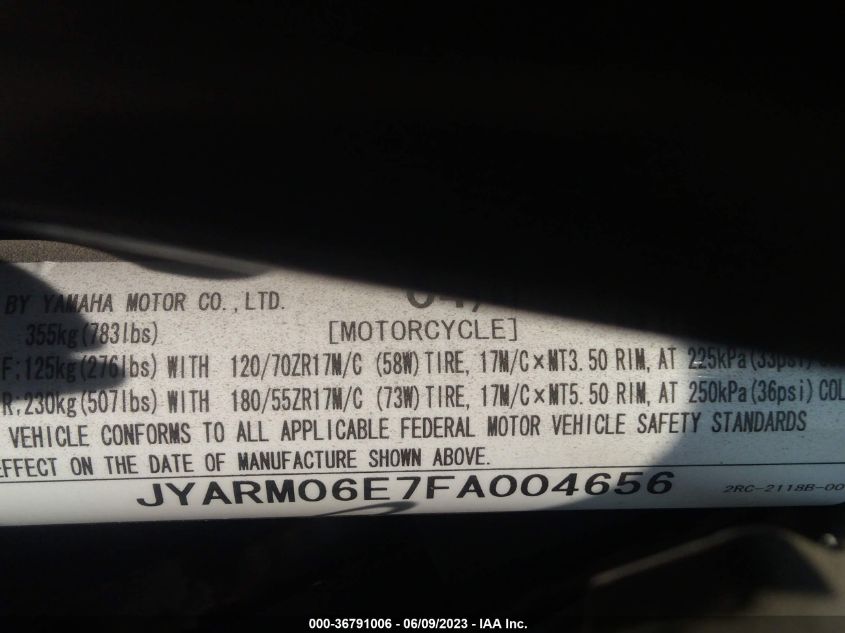 BY YAMAHA MOTOR CO., LTD.
355kg(783lbs) [MOTORCYCLE]
F;125kg(276lbs) WITH 120/70ZR17M/C (58W)TIRE, 17M/C×MT3.50 RIM, AT 225kPa(33psi)
R;230kg(507lbs) WITH 180/55ZR17M/C (73W)TIRE, 17M/C×MT5.50 RIM, AT 250kPa(36psi) COL
VEHICLE CONFORMS TO ALL APPLICABLE FEDERAL MOTOR VEHICLE SAFETY STANDARDS
EFFECT ON THE DATE OF MANUFACTURE SHOWN ABOVE.
JYARM06E7FA004656 2RC-2118B-00
000-36791006 - 06/09/2023 - IAA Inc.